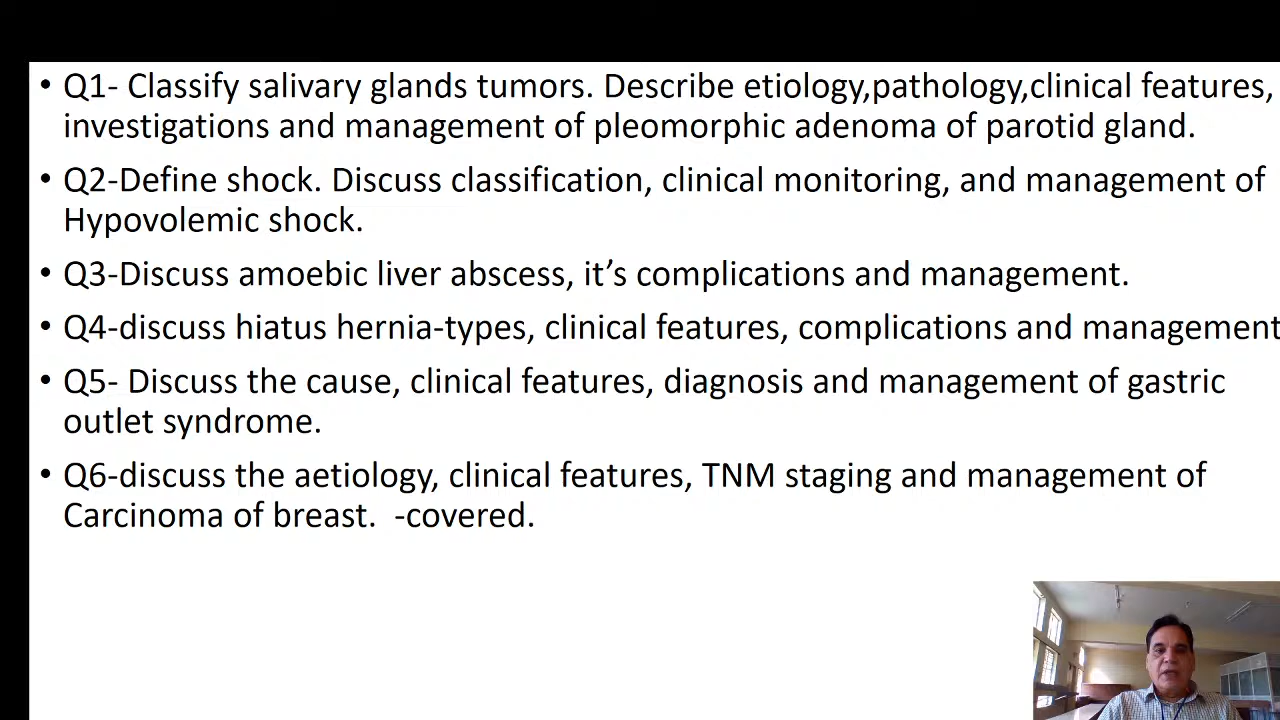 • Q1- Classify salivary glands tumors. Describe etiology,pathology,clinical features,
investigations and management of pleomorphic adenoma of parotid gland.
• Q2-Define shock. Discuss classification, clinical monitoring, and management of
Hypovolemic shock.
• Q3-Discuss amoebic liver abscess, it’s complications and management.
• Q4-discuss hiatus hernia-types, clinical features, complications and management
• Q5- Discuss the cause, clinical features, diagnosis and management of gastric
outlet syndrome.
• Q6-discuss the aetiology, clinical features, TNM staging and management of
Carcinoma of breast.  -covered.